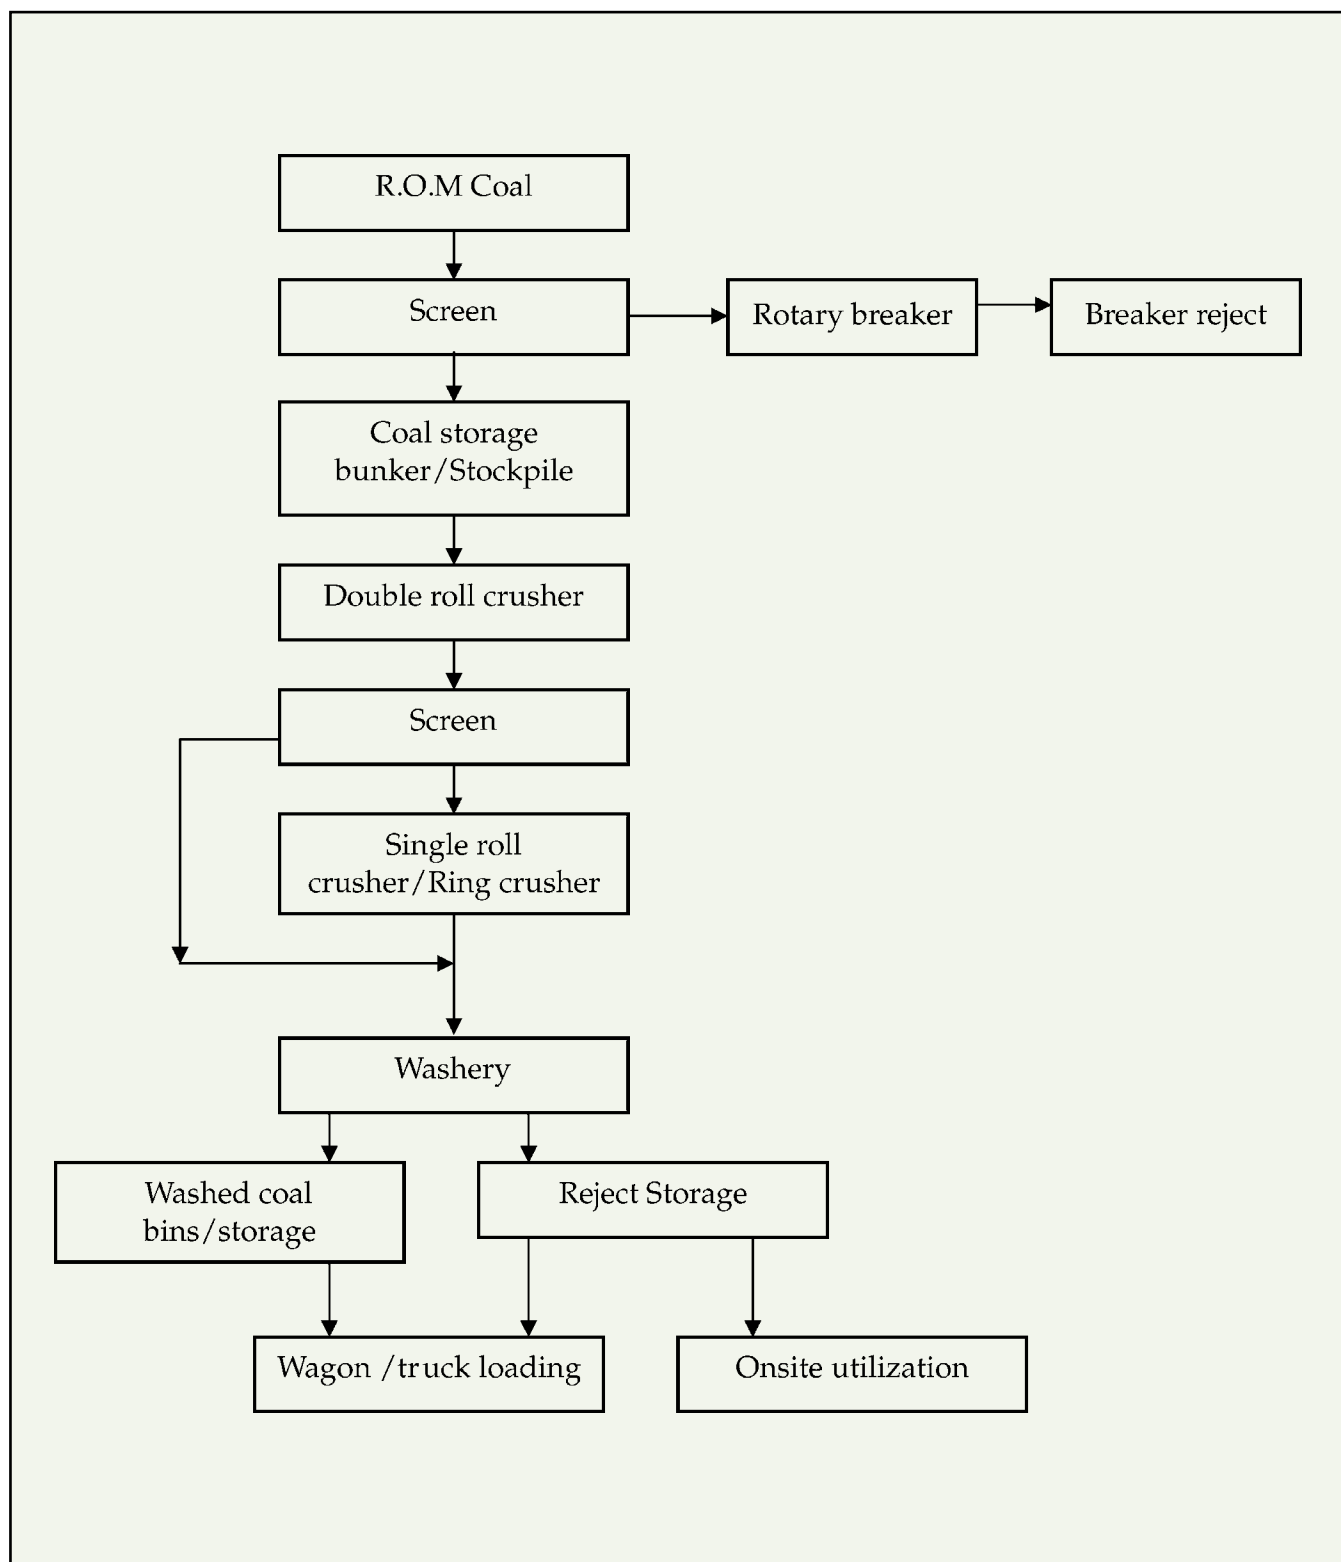 R.O.M Coal
Screen
Rotary breaker
Breaker reject
Coal storage
bunker/Stockpile
Double roll crusher
Screen
Single roll
crusher/Ring crusher
Washery
Washed coal
bins/storage
Reject Storage
Wagon /truck loading
Onsite utilization